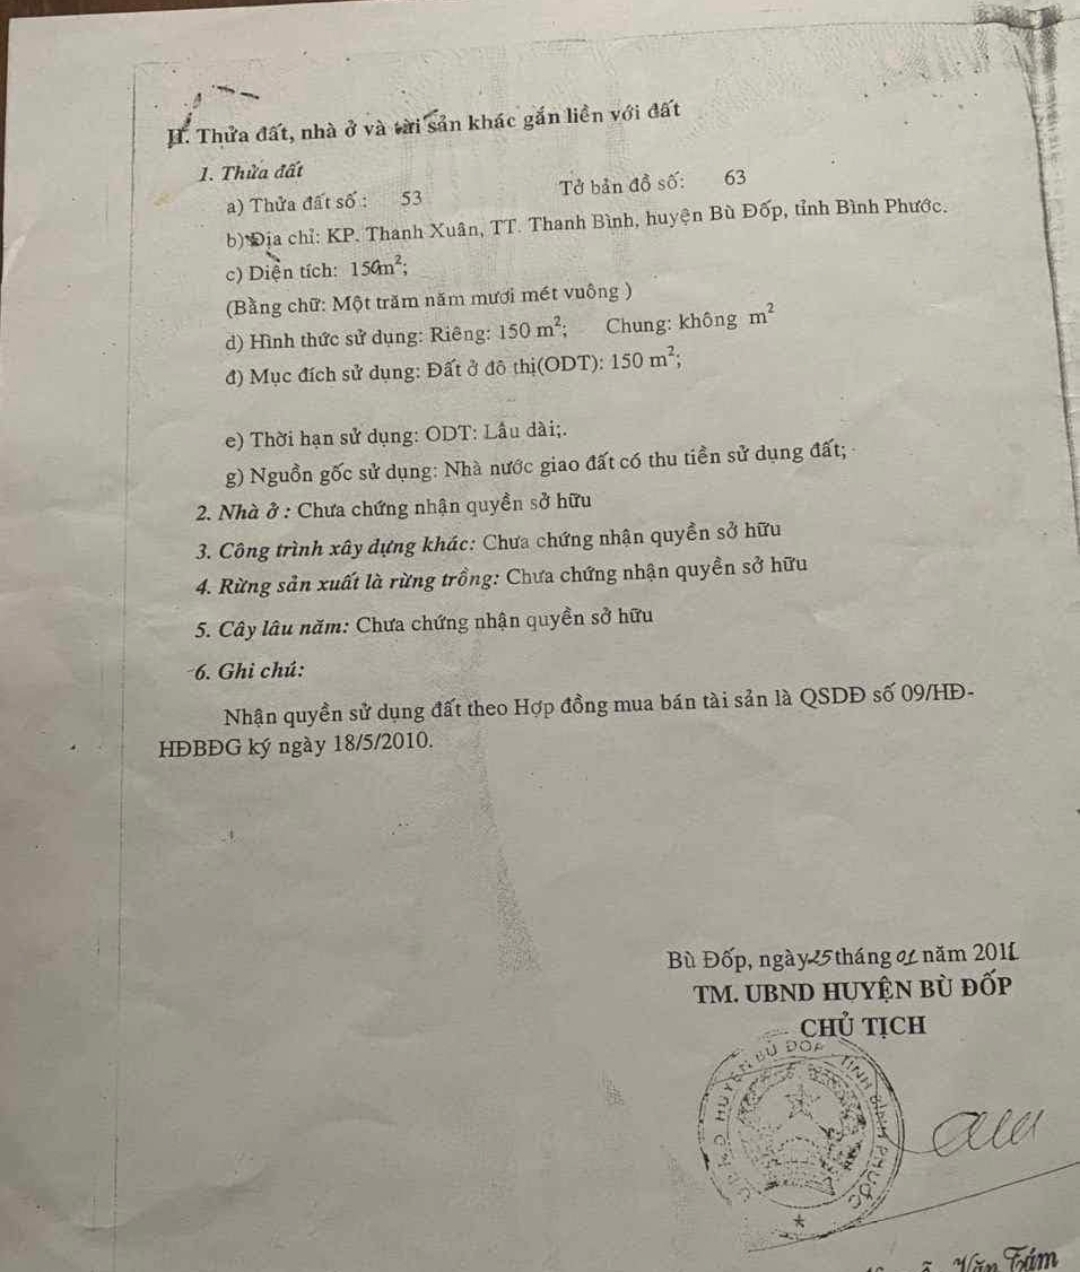 II. Thửa đất, nhà ở và tài sản khác gắn liền với đất
1. Thửa đất
a) Thửa đất số : 53 Tờ bản đồ số: 63
b) Địa chỉ: KP. Thanh Xuân, TT. Thanh Bình, huyện Bù Đốp, tỉnh Bình Phước.
c) Diện tích: 150m²;
(Bằng chữ: Một trăm năm mươi mét vuông )
d) Hình thức sử dụng: Riêng: 150 m²; Chung: không m²
đ) Mục đích sử dụng: Đất ở đô thị(ODT): 150 m²;
e) Thời hạn sử dụng: ODT: Lâu dài;.
g) Nguồn gốc sử dụng: Nhà nước giao đất có thu tiền sử dụng đất;
2. Nhà ở : Chưa chứng nhận quyền sở hữu
3. Công trình xây dựng khác: Chưa chứng nhận quyền sở hữu
4. Rừng sản xuất là rừng trồng: Chưa chứng nhận quyền sở hữu
5. Cây lâu năm: Chưa chứng nhận quyền sở hữu
6. Ghi chú:
Nhận quyền sử dụng đất theo Hợp đồng mua bán tài sản là QSDĐ số 09/HĐ-
HĐBĐG ký ngày 18/5/2010.
Bù Đốp, ngày 25 tháng 01 năm 2011
TM. UBND HUYỆN BÙ ĐỐP
CHỦ TỊCH
U.B.N.D HUYỆN BÙ ĐỐP TỈNH BÌNH PHƯỚC
Văn Tám